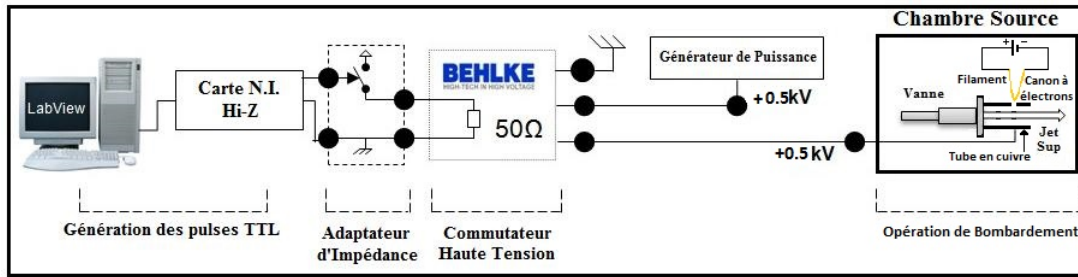 Chambre Source
LabView
Carte N.I.
Hi-Z
BEHLKE
HIGH-TECH IN HIGH VOLTAGE
50Ω
Générateur de Puissance
+0.5kV
+0.5 kV
+ -
Filament
Canon à
électrons
Vanne
Jet
Sup
Tube en cuivre
Génération des pulses TTL
Adaptateur
d'Impédance
Commutateur
Haute Tension
Opération de Bombardement